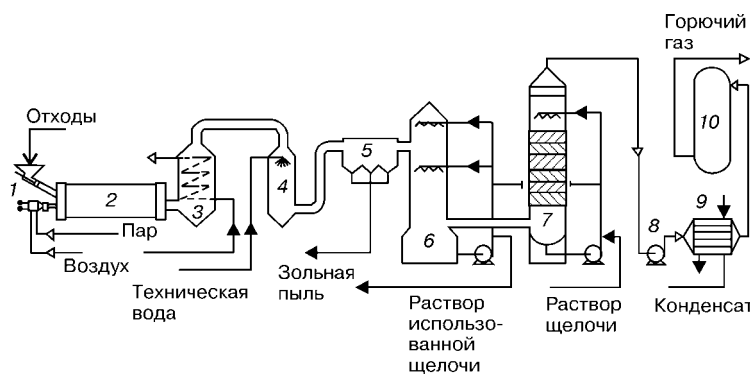 Горючий
газ
Отходы
1
2
3
4
5
6
7
8
9
10
Пар
Воздух
Техническая
вода
Зольная
пыль
Раствор
использо-
ванной
щелочи
Раствор
щелочи
Конденсат